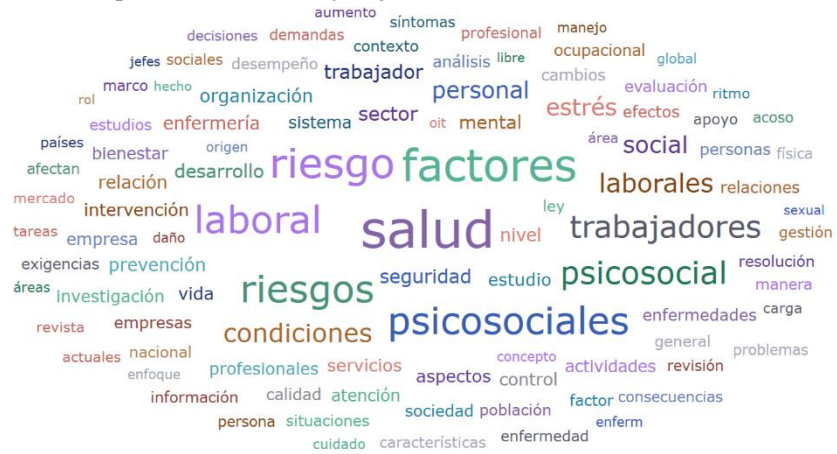 aumento
decisiones demandas síntomas profesional manejo
jefes sociales desempeño contexto análisis libre ocupacional global
marco hecho trabajador personal cambios evaluación ritmo
rol organización sector estrés efectos apoyo acoso
estudios enfermería sistema oit mental
países bienestar origen riesgo factores área social personas física
afectan relación desarrollo laborales relaciones
mercado intervención laboral salud nivel ley trabajadores sexual
tareas empresa daño gestión
exigencias prevención riesgos seguridad estudio psicosocial resolución
áreas investigación vida manera
revista empresas condiciones psicosociales enfermedades carga
actuales nacional general problemas
enfoque profesionales servicios concepto actividades revisión
información calidad atención aspectos control factor consecuencias
persona situaciones sociedad población enferm
cuidado características enfermedad